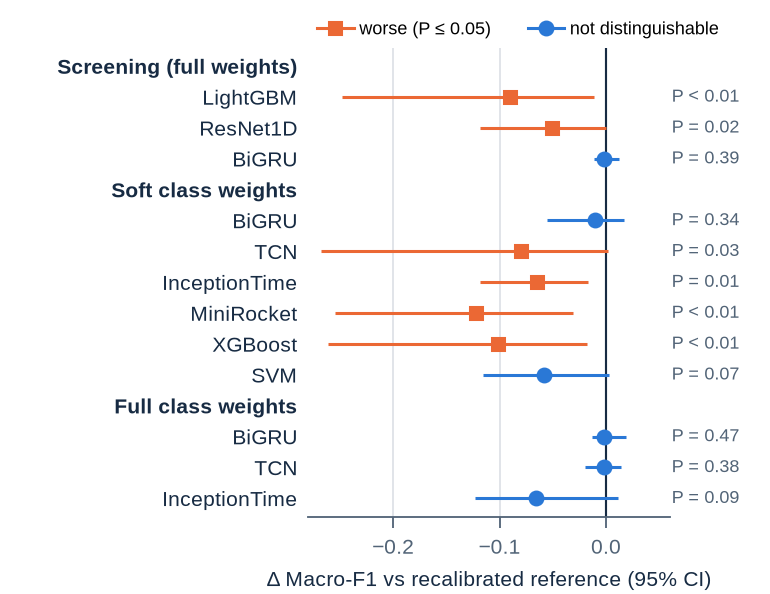 worse (P ≤ 0.05) not distinguishable
Screening (full weights)
LightGBM P < 0.01
ResNet1D P = 0.02
BiGRU P = 0.39
Soft class weights
BiGRU P = 0.34
TCN P = 0.03
InceptionTime P = 0.01
MiniRocket P < 0.01
XGBoost P < 0.01
SVM P = 0.07
Full class weights
BiGRU P = 0.47
TCN P = 0.38
InceptionTime P = 0.09
−0.2 −0.1 0.0
Δ Macro-F1 vs recalibrated reference (95% CI)